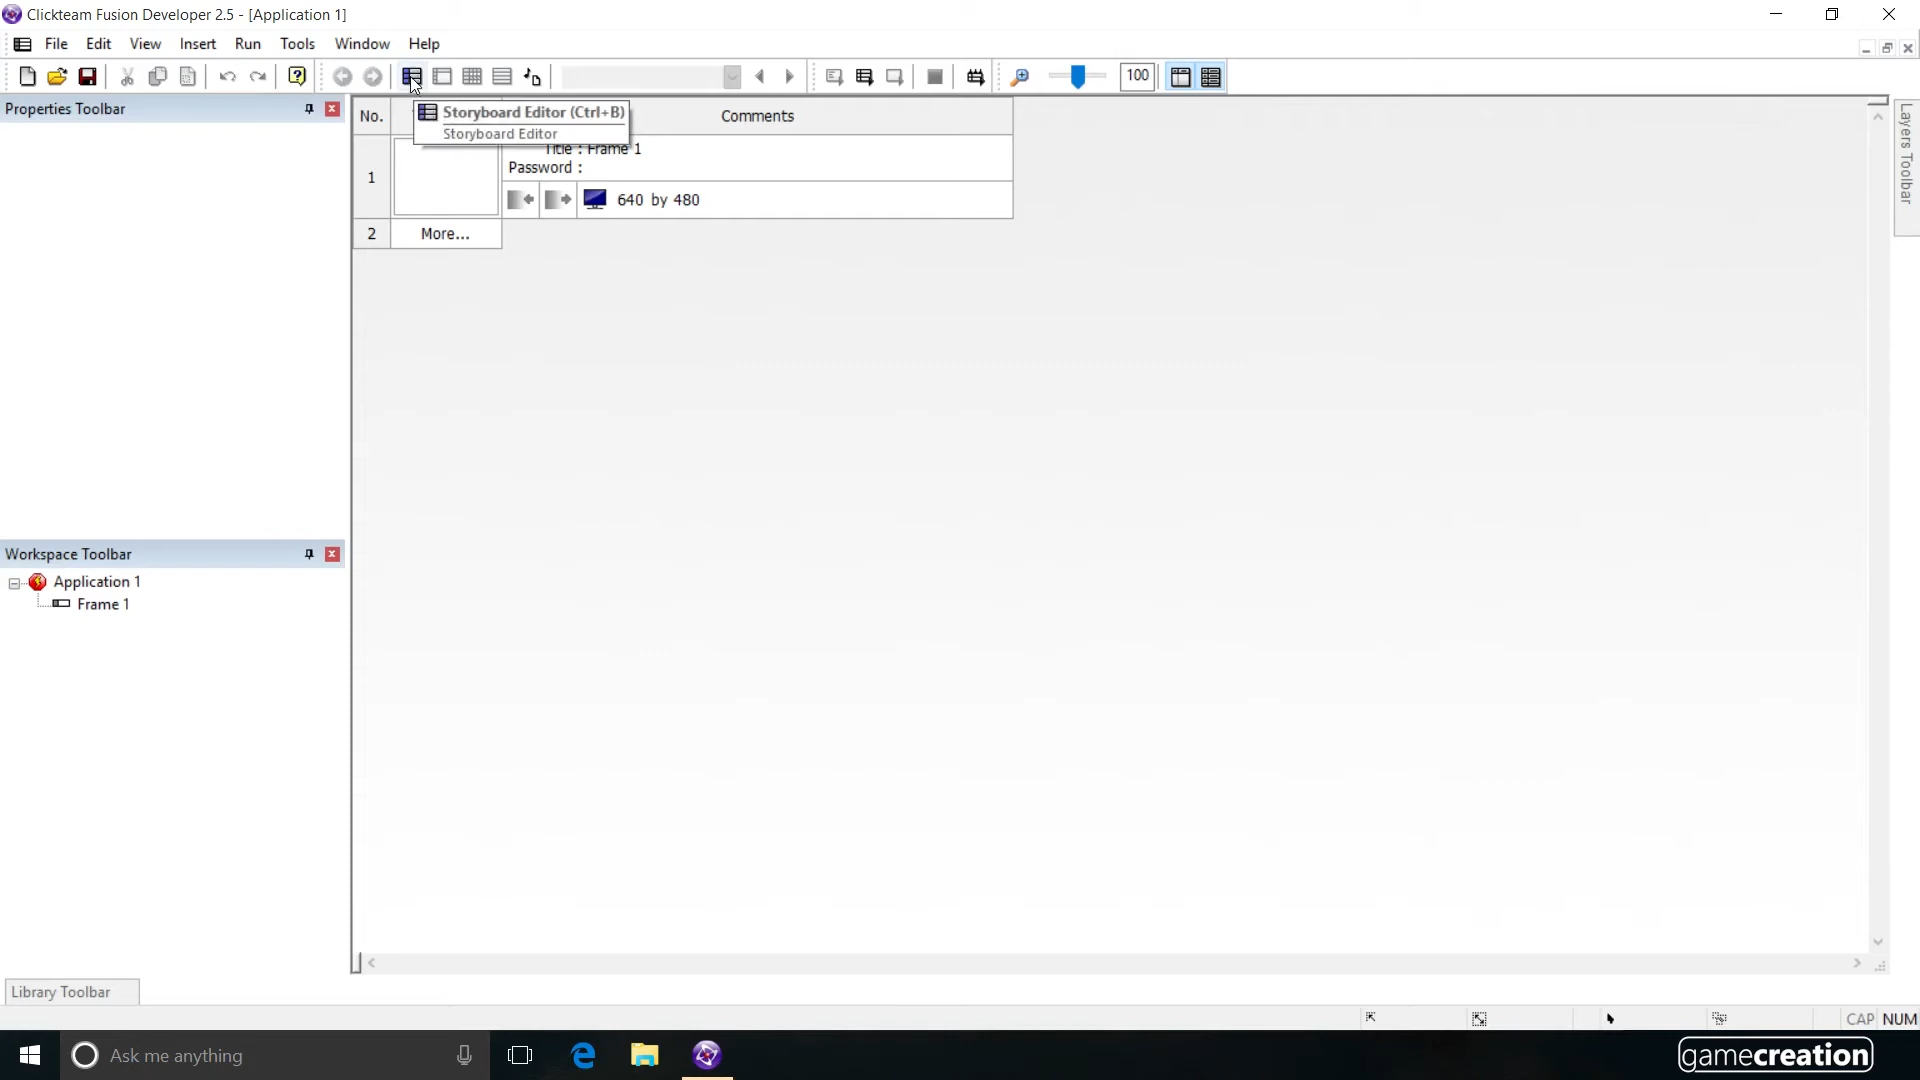 Clickteam Fusion Developer 2.5 - [Application 1]
File Edit View Insert Run Tools Window Help
100
Properties Toolbar
No. Comments
Storyboard Editor (Ctrl+B)
Storyboard Editor
Layers Toolbar
1 Title : Frame 1
Password :
640 by 480
2 More...
Workspace Toolbar
Application 1
Frame 1
Library Toolbar
CAP NUM
Ask me anything
gamecreation